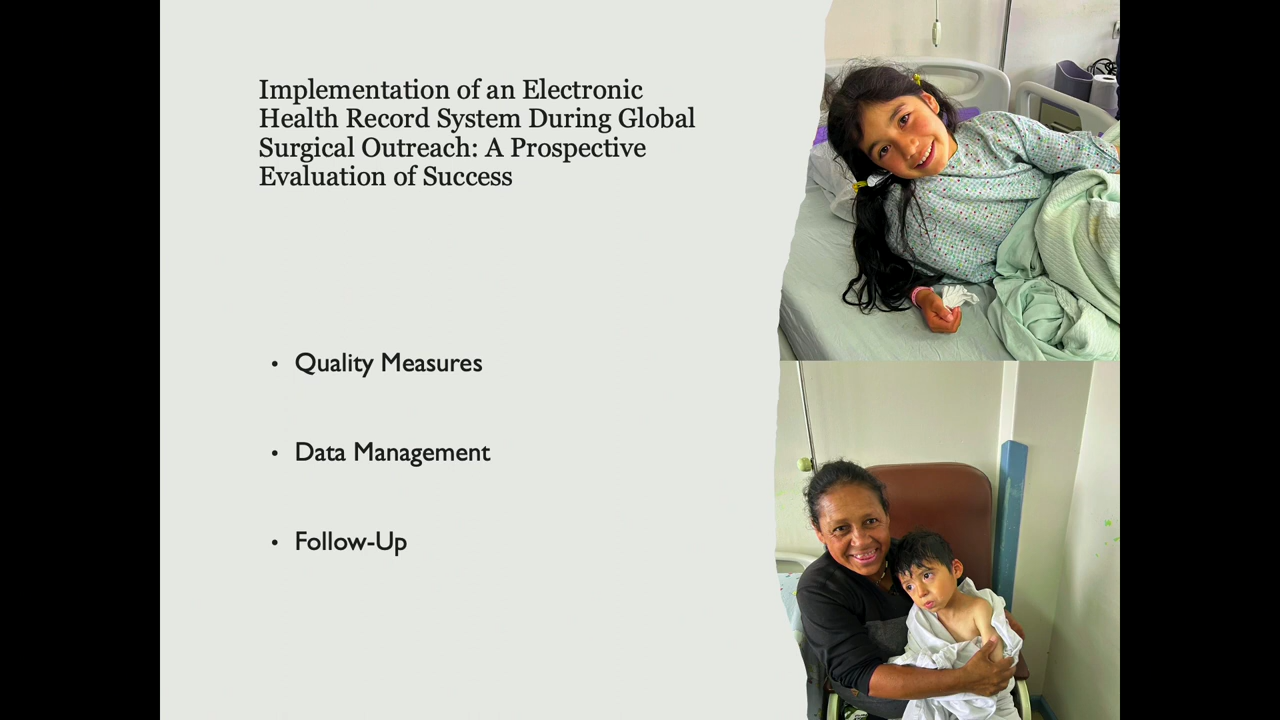 Implementation of an Electronic
Health Record System During Global
Surgical Outreach: A Prospective
Evaluation of Success
• Quality Measures
• Data Management
• Follow-Up